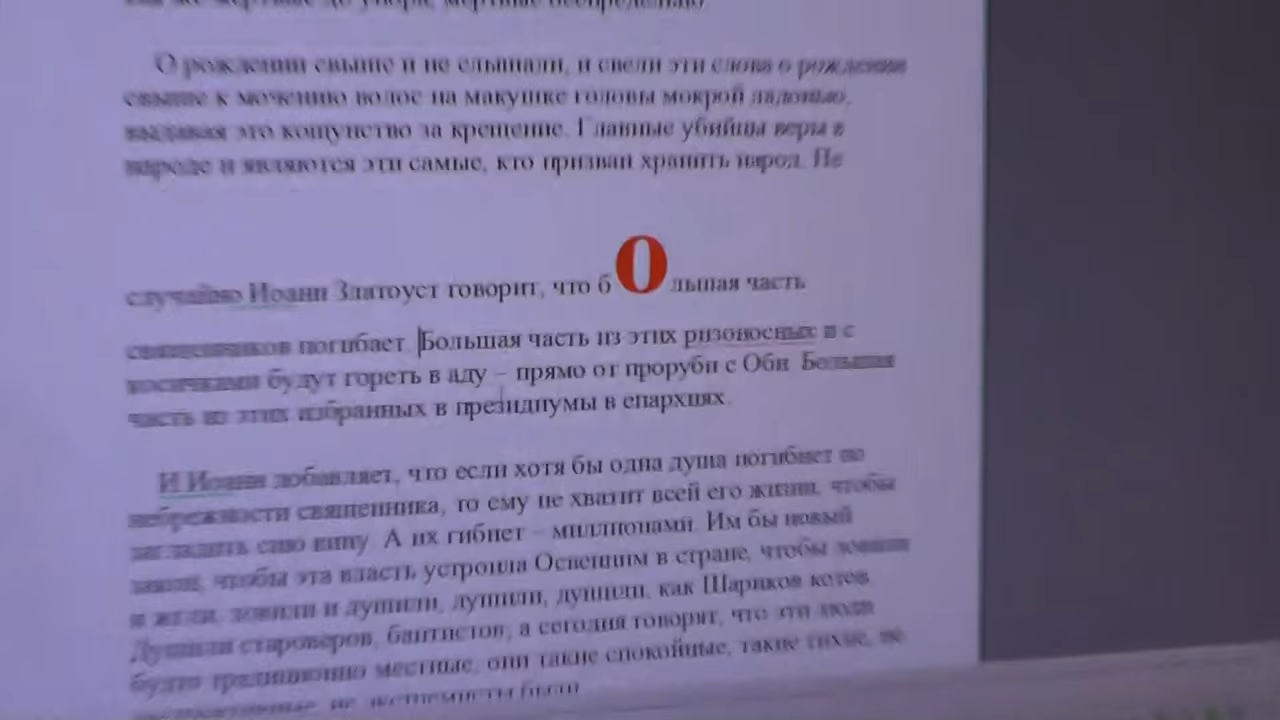 О рождении свыше и не слышали, и свели эти слова о рождении
свыше к мочению волос на макушке головы мокрой ладонью,
выдавая это кощунство за крещение. Главные убийцы веры в
народе и являются эти самые, кто призван хранить народ. Не
случайно Иоанн Златоуст говорит, что бОльшая часть
священников погибает. Большая часть из этих ризоносных и с
косичками будут гореть в аду – прямо от проруби с Оби. Большая
часть из этих избранных в президиумы в епархиях.
И Иоанн добавляет, что если хотя бы одна душа погибнет по
небрежности священника, то ему не хватит всей его жизни, чтобы
загладить сию вину. А их гибнет – миллионами. Им бы новый
закон, чтобы эта власть устроила Освенцим в стране, чтобы ловили
и жгли, ловили и душили, душили, душили, как Шариков котов.
Душили староверов, баптистов, а сегодня говорят, что эти люди
будто традиционно местные, они такие спокойные, такие тихие, не
не экстремисты были